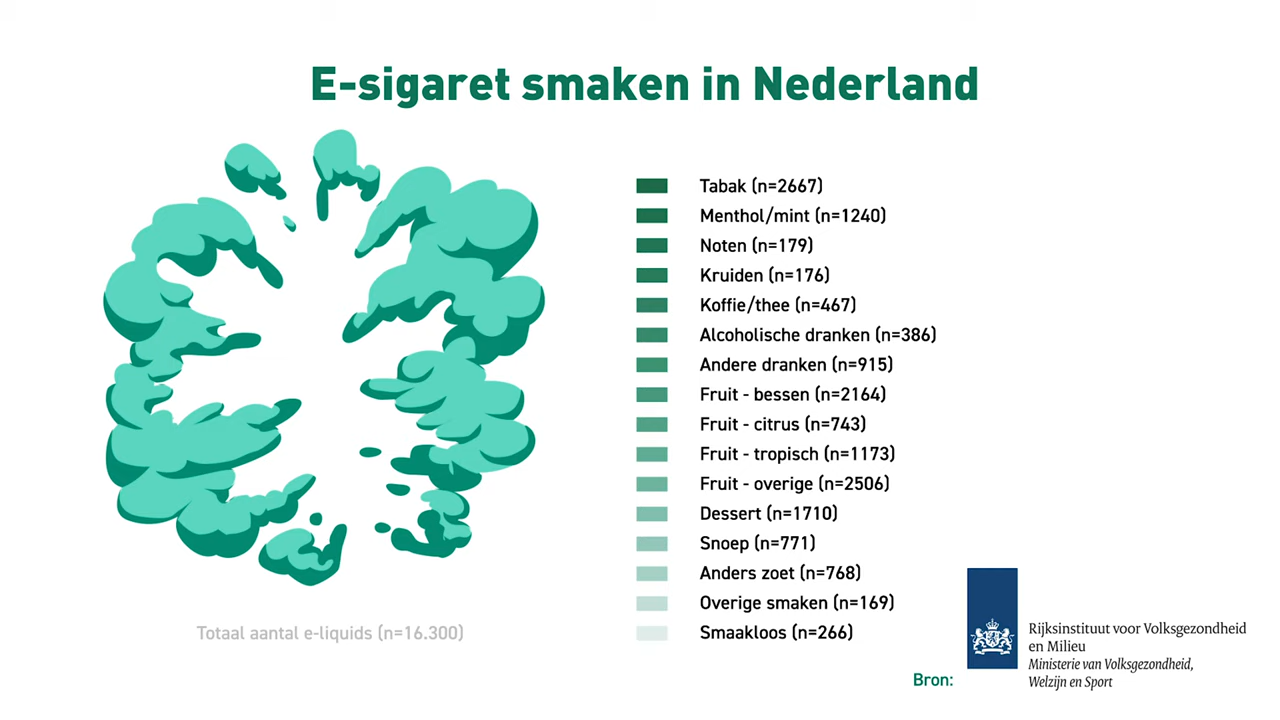 E-sigaret smaken in Nederland
Tabak (n=2667)
Menthol/mint (n=1240)
Noten (n=179)
Kruiden (n=176)
Koffie/thee (n=467)
Alcoholische dranken (n=386)
Andere dranken (n=915)
Fruit - bessen (n=2164)
Fruit - citrus (n=743)
Fruit - tropisch (n=1173)
Fruit - overige (n=2506)
Dessert (n=1710)
Snoep (n=771)
Anders zoet (n=768)
Overige smaken (n=169)
Smaakloos (n=266)
Totaal aantal e-liquids (n=16.300)
Bron:
Rijksinstituut voor Volksgezondheid
en Milieu
Ministerie van Volksgezondheid,
Welzijn en Sport